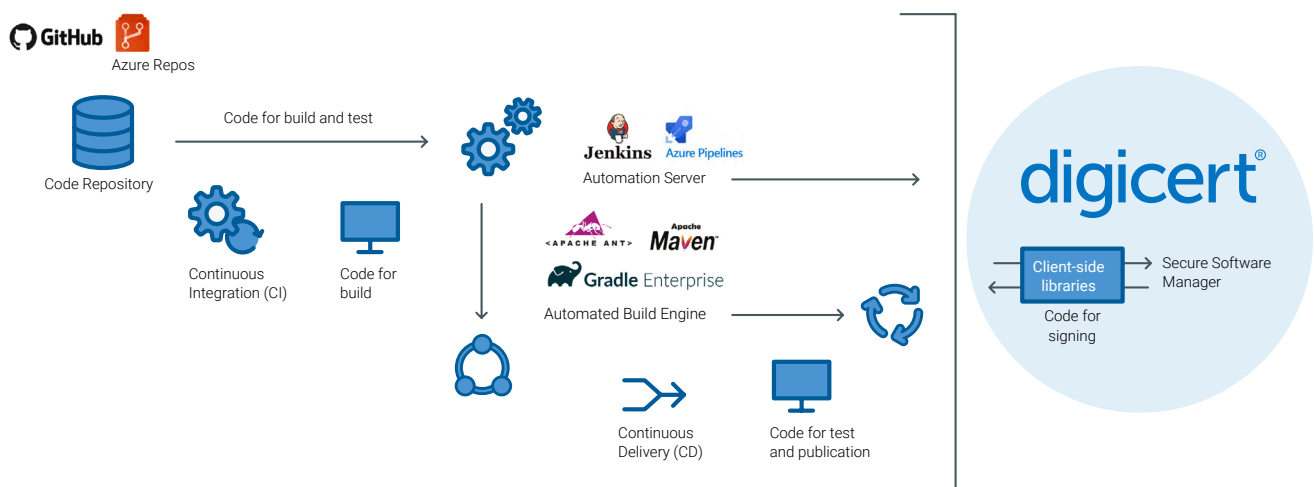 GitHub
Azure Repos
Code Repository
Code for build and test
Continuous
Integration (CI)
Code for
build
Jenkins
Azure Pipelines
Automation Server
<APACHE ANT>
Apache
Maven™
Gradle Enterprise
Automated Build Engine
Continuous
Delivery (CD)
Code for test
and publication
digicert®
Client-side
libraries
Secure Software
Manager
Code for
signing